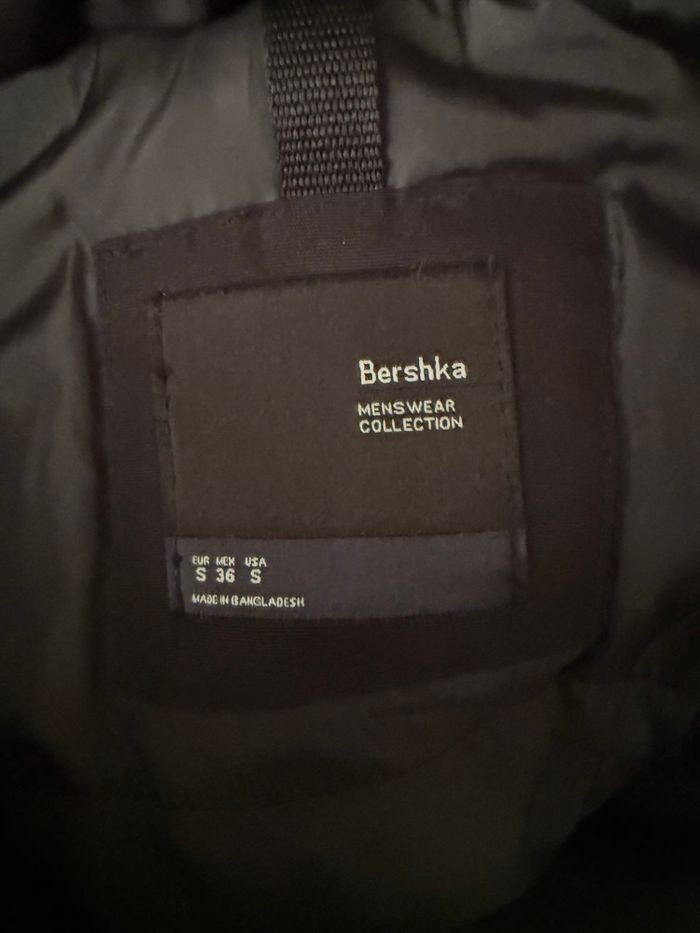 Bershka
MENSWEAR
COLLECTION
EUR MEX USA
S 36 S
MADE IN BANGLADESH